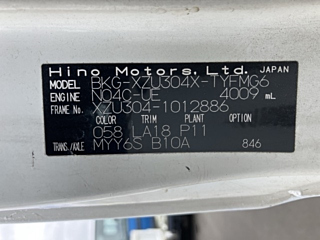 Hino Motors, Ltd. JAPAN
MODEL BKG-XZU304X-TYFMG6
ENGINE N04C-UE 4009 mL
FRAME No. XZU304-1012886
COLOR TRIM PLANT OPTION
058 LA18 P11
TRANS/AXLE MYY6S B10A 846